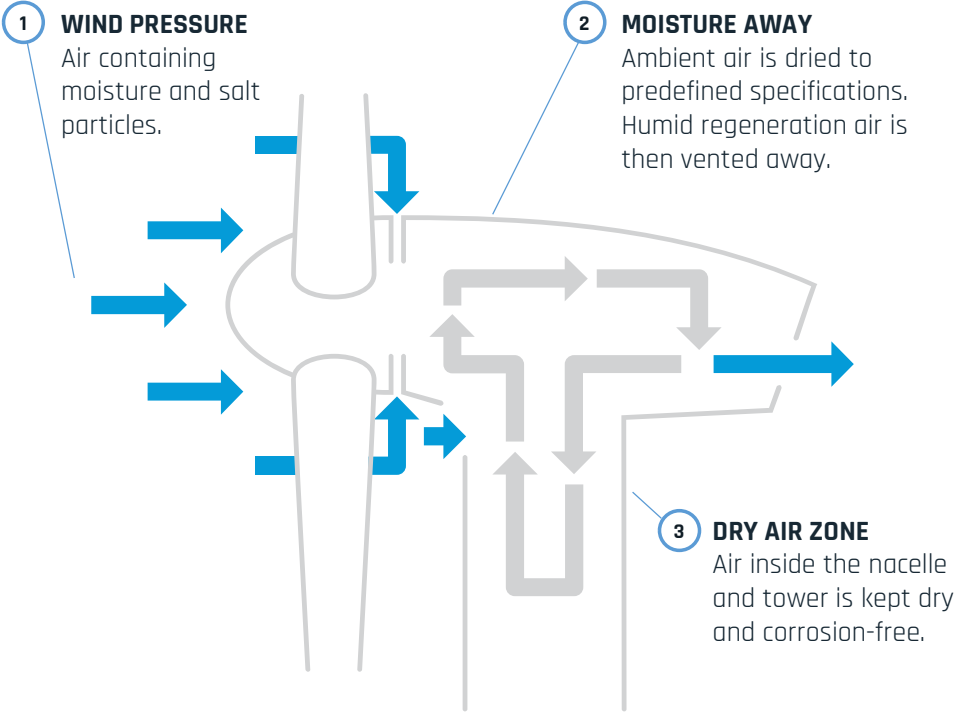 1
WIND PRESSURE
Air containing
moisture and salt
particles.
2
MOISTURE AWAY
Ambient air is dried to
predefined specifications.
Humid regeneration air is
then vented away.
3
DRY AIR ZONE
Air inside the nacelle
and tower is kept dry
and corrosion-free.